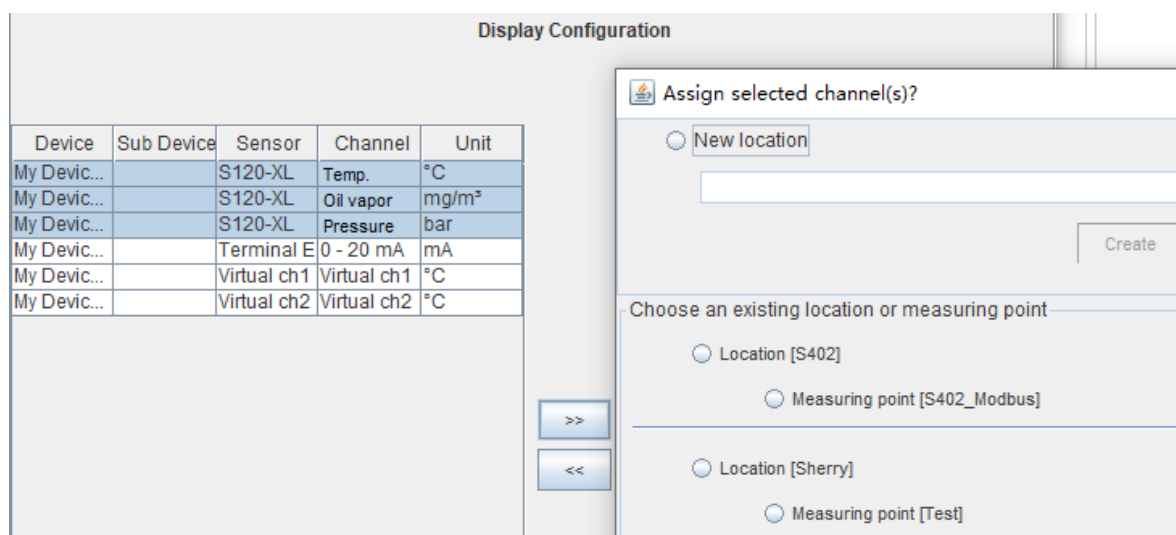 Display Configuration
Device Sub Device Sensor Channel Unit
My Devic... S120-XL Temp. °C
My Devic... S120-XL Oil vapor mg/m³
My Devic... S120-XL Pressure bar
My Devic... Terminal E 0 - 20 mA mA
My Devic... Virtual ch1 Virtual ch1 °C
My Devic... Virtual ch2 Virtual ch2 °C
>>
<<
Assign selected channel(s)?
New location
Create
Choose an existing location or measuring point
Location [S402]
Measuring point [S402_Modbus]
Location [Sherry]
Measuring point [Test]